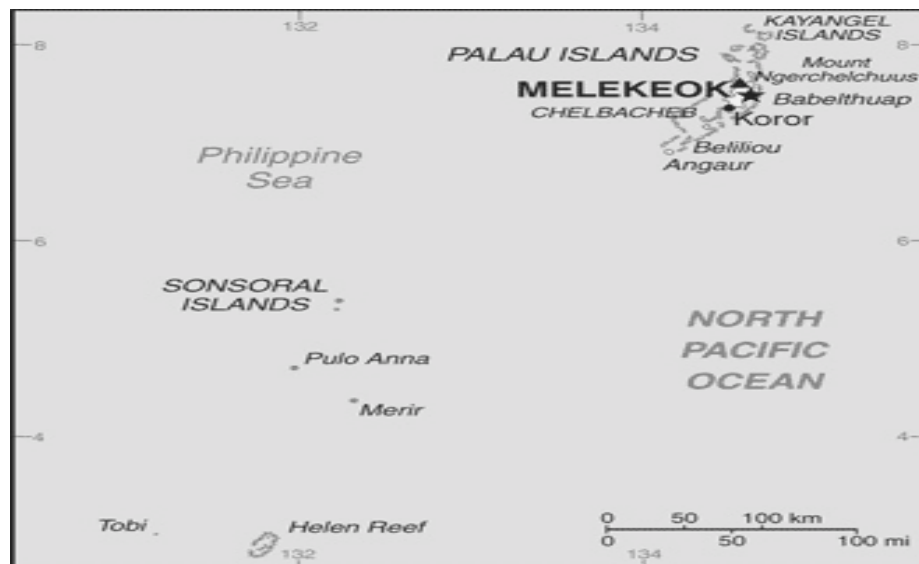 132
134
8
KAYANGEL
ISLANDS
8
PALAU ISLANDS
Mount
Ngerchelchuus
MELEKEOK
Babelthuap
CHELBACHEB
Koror
Beliliou
Angaur
Philippine
Sea
6
6
SONSORAL
ISLANDS
NORTH
PACIFIC
OCEAN
Pulo Anna
Merir
4
4
Tobi
Helen Reef
0 50 100 km
0 50 100 mi
132
134